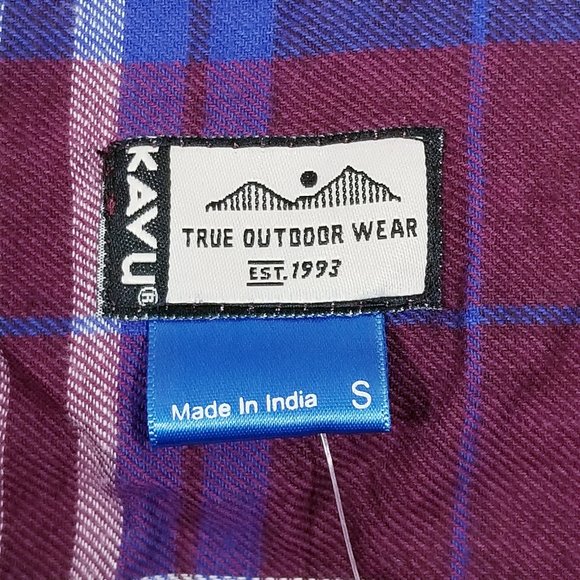 KAVU®
TRUE OUTDOOR WEAR
EST. 1993
Made In India S